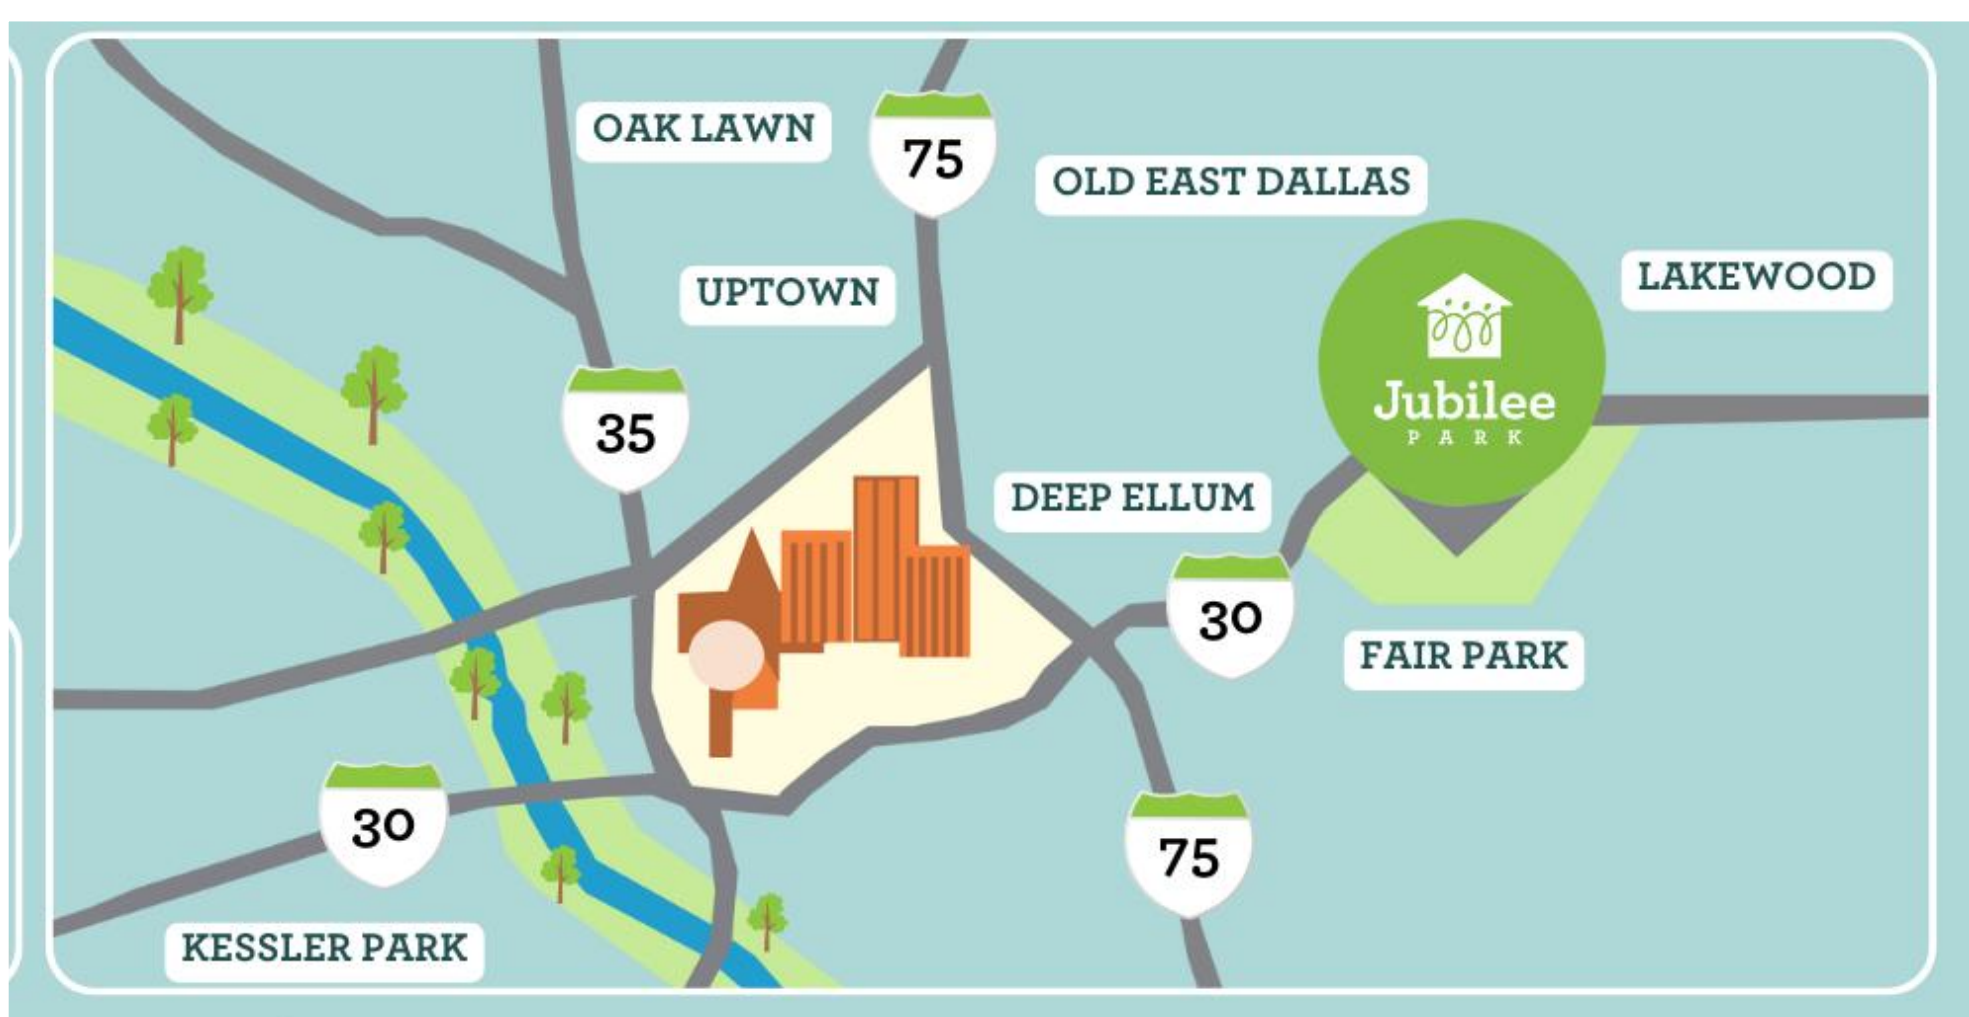 OAK LAWN
75
OLD EAST DALLAS
LAKEWOOD
UPTOWN
Jubilee
PARK
35
DEEP ELLUM
30
FAIR PARK
30
75
KESSLER PARK